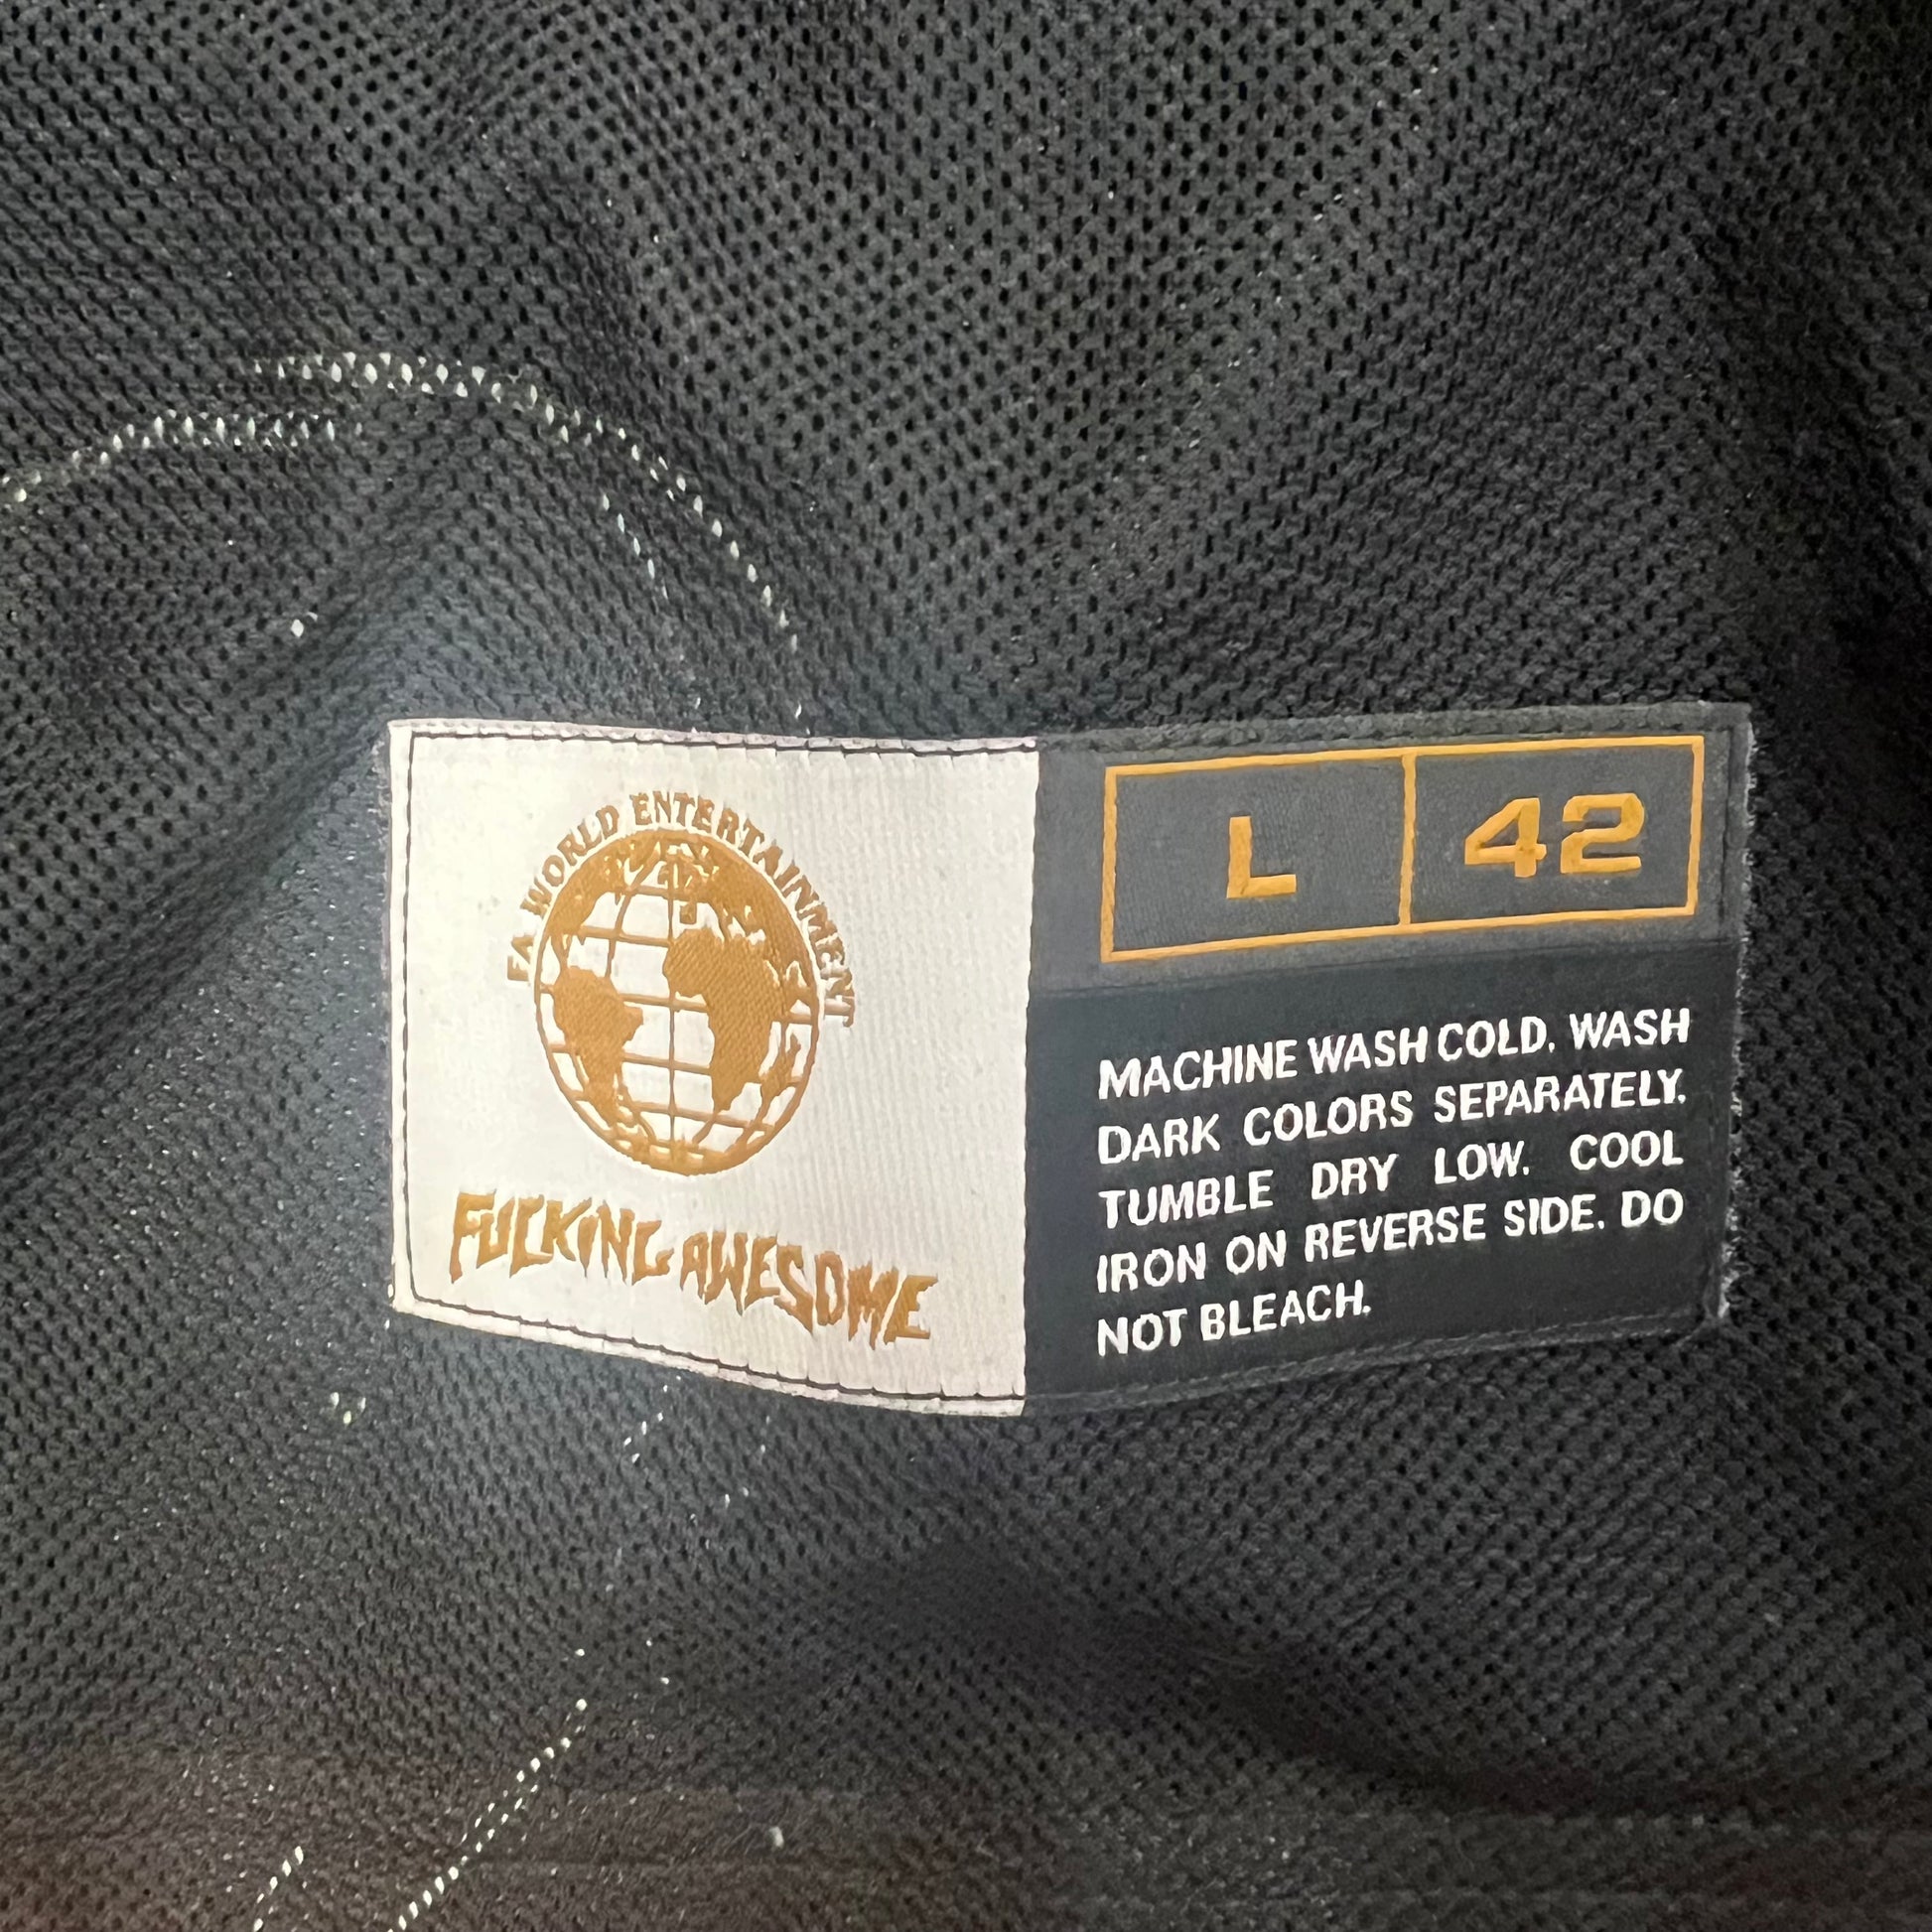 FA WORLD ENTERTAINMENT
FUCKING AWESOME
L 42
MACHINE WASH COLD. WASH
DARK COLORS SEPARATELY.
TUMBLE DRY LOW. COOL
IRON ON REVERSE SIDE. DO
NOT BLEACH.